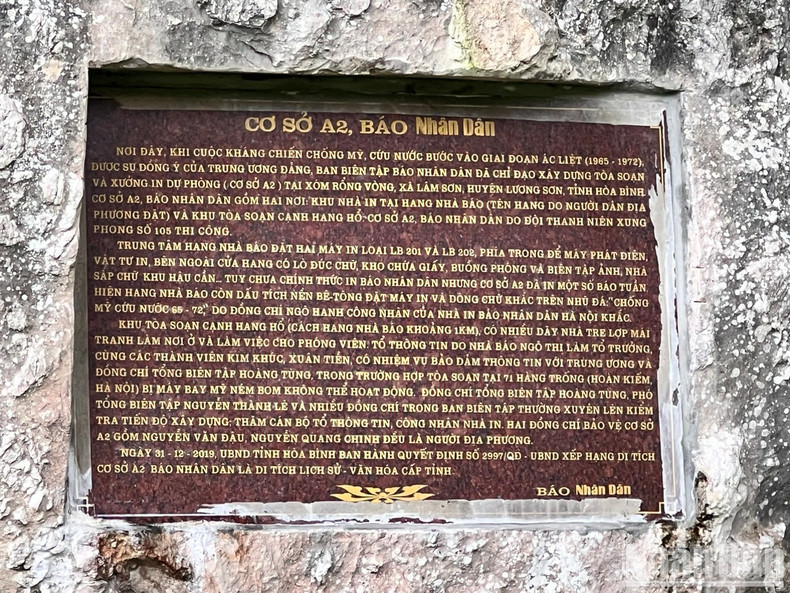 CƠ SỞ A2, BÁO Nhân Dân
NƠI ĐÂY, KHI CUỘC KHÁNG CHIẾN CHỐNG MỸ, CỨU NƯỚC BƯỚC VÀO GIAI ĐOẠN ÁC LIỆT (1965 - 1972),
ĐƯỢC SỰ ĐỒNG Ý CỦA TRUNG ƯƠNG ĐẢNG, BAN BIÊN TẬP BÁO NHÂN DÂN ĐÃ CHỈ ĐẠO XÂY DỰNG TÒA SOẠN
VÀ XƯỞNG IN DỰ PHÒNG ( CƠ SỞ A2 ) TẠI XÓM RỔNG VÒNG, XÃ LÂM SƠN, HUYỆN LƯƠNG SƠN, TỈNH HÒA BÌNH
CƠ SỞ A2, BÁO NHÂN DÂN GỒM HAI NƠI: KHU NHÀ IN TẠI HANG NHÀ BÁO (TÊN HANG DO NGƯỜI DÂN ĐỊA
PHƯƠNG ĐẶT) VÀ KHU TÒA SOẠN CẠNH HANG HỔ. CƠ SỞ A2, BÁO NHÂN DÂN DO ĐỘI THANH NIÊN XUNG
PHONG SỐ 105 THI CÔNG.
TRUNG TÂM HANG NHÀ BÁO ĐẶT HAI MÁY IN LOẠI LB 201 VÀ LB 202, PHÍA TRONG ĐỂ MÁY PHÁT ĐIỆN,
VẬT TƯ IN, BÊN NGOÀI CỬA HANG CÓ LÒ ĐÚC CHỮ, KHO CHỨA GIẤY, BUỒNG PHÓNG VÀ BIÊN TẬP ẢNH, NHÀ
SẮP CHỮ KHU HẬU CẦN... TUY CHƯA CHÍNH THỨC IN BÁO NHÂN DÂN NHƯNG CƠ SỞ A2 ĐÃ IN MỘT SỐ BÁO TUẦN
HIỆN HANG NHÀ BÁO CÒN DẤU TÍCH NỀN BÊ-TÔNG ĐẶT MÁY IN VÀ DÒNG CHỮ KHẮC TRÊN NHŨ ĐÁ: "CHỐNG
MỸ CỨU NƯỚC 65 - 72," DO ĐỒNG CHÍ NGÔ HANH CÔNG NHÂN CỦA NHÀ IN BÁO NHÂN DÂN HÀ NỘI KHẮC.
KHU TÒA SOẠN CẠNH HANG HỔ (CÁCH HANG NHÀ BÁO KHOẢNG 1KM), CÓ NHIỀU DÃY NHÀ TRE LỢP MÁI
TRANH LÀM NƠI Ở VÀ LÀM VIỆC CHO PHÓNG VIÊN. TỔ THÔNG TIN DO NHÀ BÁO NGÔ THI LÀM TỔ TRƯỞNG,
CÙNG CÁC THÀNH VIÊN KIM KHÚC, XUÂN TIẾN, CÓ NHIỆM VỤ BẢO ĐẢM THÔNG TIN VỚI TRUNG ƯƠNG VÀ
ĐỒNG CHÍ TỔNG BIÊN TẬP HOÀNG TÙNG, TRONG TRƯỜNG HỢP TÒA SOẠN TẠI 71 HÀNG TRỐNG (HOÀN KIẾM,
HÀ NỘI) BỊ MÁY BAY MỸ NÉM BOM KHÔNG THỂ HOẠT ĐỘNG. ĐỒNG CHÍ TỔNG BIÊN TẬP HOÀNG TÙNG, PHÓ
TỔNG BIÊN TẬP NGUYỄN THÀNH LÊ VÀ NHIỀU ĐỒNG CHÍ TRONG BAN BIÊN TẬP THƯỜNG XUYÊN LÊN KIỂM
TRA TIẾN ĐỘ XÂY DỰNG; THĂM CÁN BỘ TỔ THÔNG TIN, CÔNG NHÂN NHÀ IN. HAI ĐỒNG CHÍ BẢO VỆ CƠ SỞ
A2 GỒM NGUYỄN VĂN ĐẬU, NGUYỄN QUANG CHINH ĐỀU LÀ NGƯỜI ĐỊA PHƯƠNG.
NGÀY 31 - 12 - 2019, UBND TỈNH HÒA BÌNH BAN HÀNH QUYẾT ĐỊNH SỐ 2997/QĐ - UBND XẾP HẠNG DI TÍCH
CƠ SỞ A2 BÁO NHÂN DÂN LÀ DI TÍCH LỊCH SỬ - VĂN HÓA CẤP TỈNH.
BÁO Nhân Dân
NhânDân